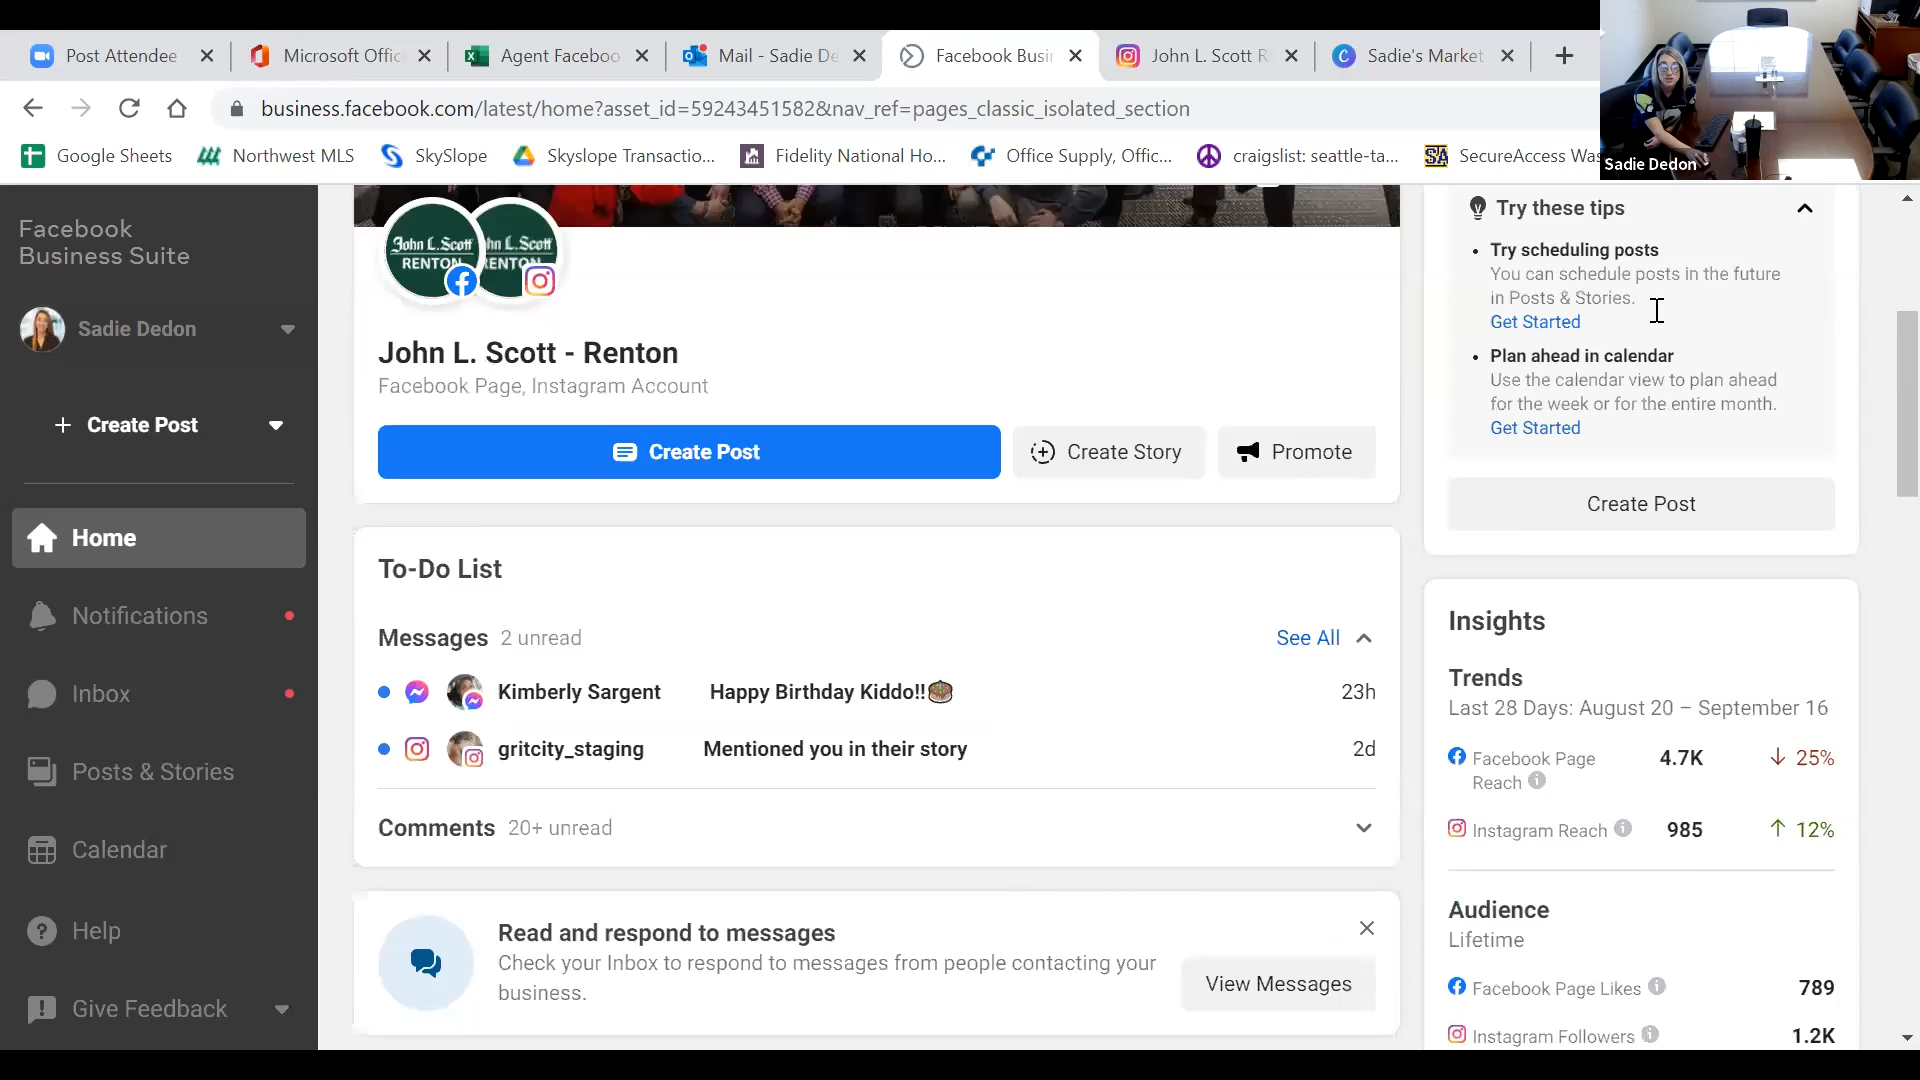 Post Attendee
Microsoft Offic
Agent Faceboo
Mail - Sadie De
Facebook Busi
John L. Scott R
Sadie's Market
business.facebook.com/latest/home?asset_id=59243451582&nav_ref=pages_classic_isolated_section
Google Sheets
Northwest MLS
SkySlope
Skyslope Transactio...
Fidelity National Ho...
Office Supply, Offic...
craigslist: seattle-ta...
SecureAccess Was
Sadie Dedon
Facebook
Business Suite
Sadie Dedon
+ Create Post
Home
Notifications
Inbox
Posts & Stories
Calendar
Help
Give Feedback
John L. Scott
RENTON
hn L. Scott
RENTON
John L. Scott - Renton
Facebook Page, Instagram Account
Create Post
Create Story
Promote
To-Do List
Messages 2 unread
See All
Kimberly Sargent Happy Birthday Kiddo!!🎂 23h
gritcity_staging Mentioned you in their story 2d
Comments 20+ unread
Read and respond to messages
Check your Inbox to respond to messages from people contacting your
business.
View Messages
Try these tips
• Try scheduling posts
You can schedule posts in the future
in Posts & Stories.
Get Started
• Plan ahead in calendar
Use the calendar view to plan ahead
for the week or for the entire month.
Get Started
Create Post
Insights
Trends
Last 28 Days: August 20 – September 16
Facebook Page
Reach 4.7K ↓ 25%
Instagram Reach 985 ↑ 12%
Audience
Lifetime
Facebook Page Likes 789
Instagram Followers 1.2K